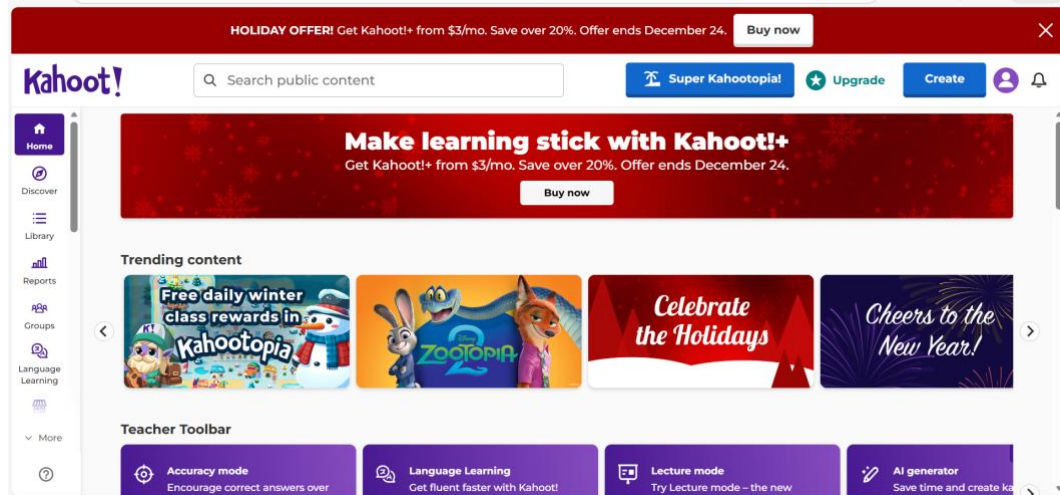 HOLIDAY OFFER! Get Kahoot!+ from $3/mo. Save over 20%. Offer ends December 24. Buy now
Kahoot!
Search public content
Super Kahootopia!
Upgrade
Create
Home
Discover
Library
Reports
Groups
Language
Learning
More
Make learning stick with Kahoot!+
Get Kahoot!+ from $3/mo. Save over 20%. Offer ends December 24.
Buy now
Trending content
Free daily winter
class rewards in
Kahootopia
K!
Disney
ZOOTOPIA
2
Celebrate
the Holidays
Cheers to the
New Year!
Teacher Toolbar
Accuracy mode
Encourage correct answers over
Language Learning
Get fluent faster with Kahoot!
Lecture mode
Try Lecture mode – the new
AI generator
Save time and create ka